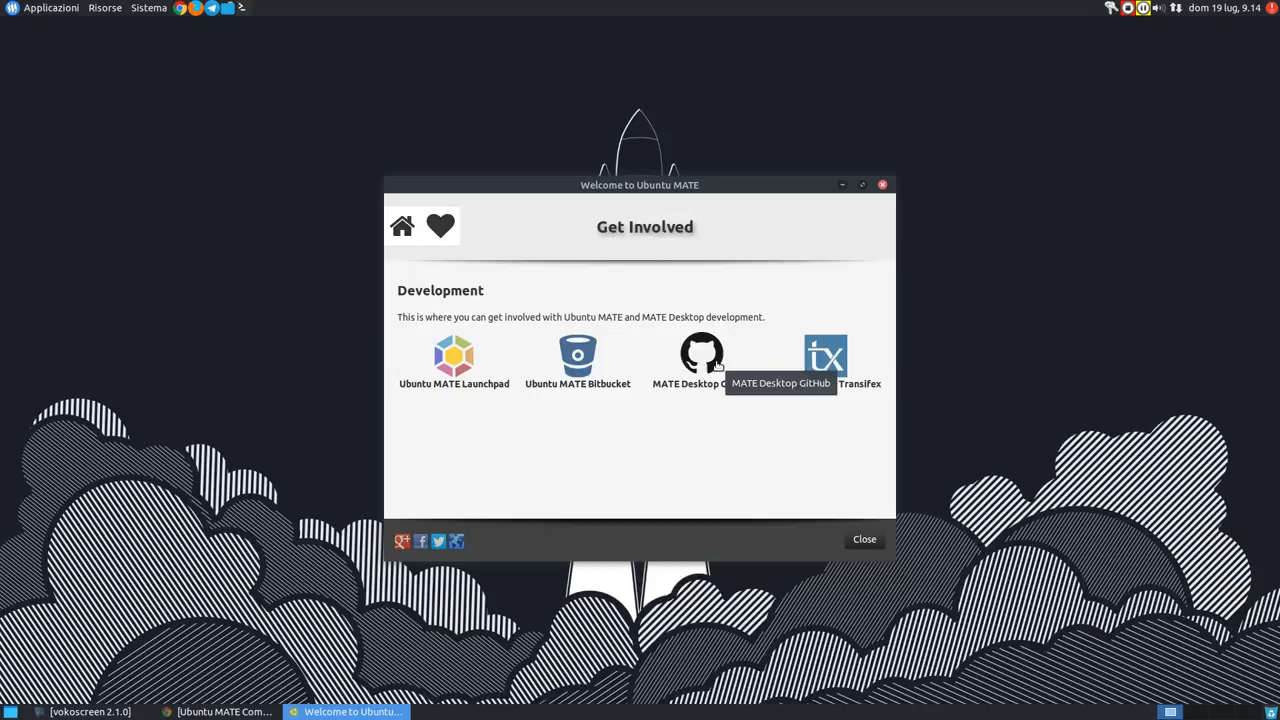 Applicazioni Risorse Sistema
dom 19 lug, 9.14
Welcome to Ubuntu MATE
Get Involved
Development
This is where you can get involved with Ubuntu MATE and MATE Desktop development.
Ubuntu MATE Launchpad Ubuntu MATE Bitbucket MATE Desktop Transifex
MATE Desktop GitHub
Close
[vokoscreen 2.1.0] [Ubuntu MATE Com... Welcome to Ubuntu...